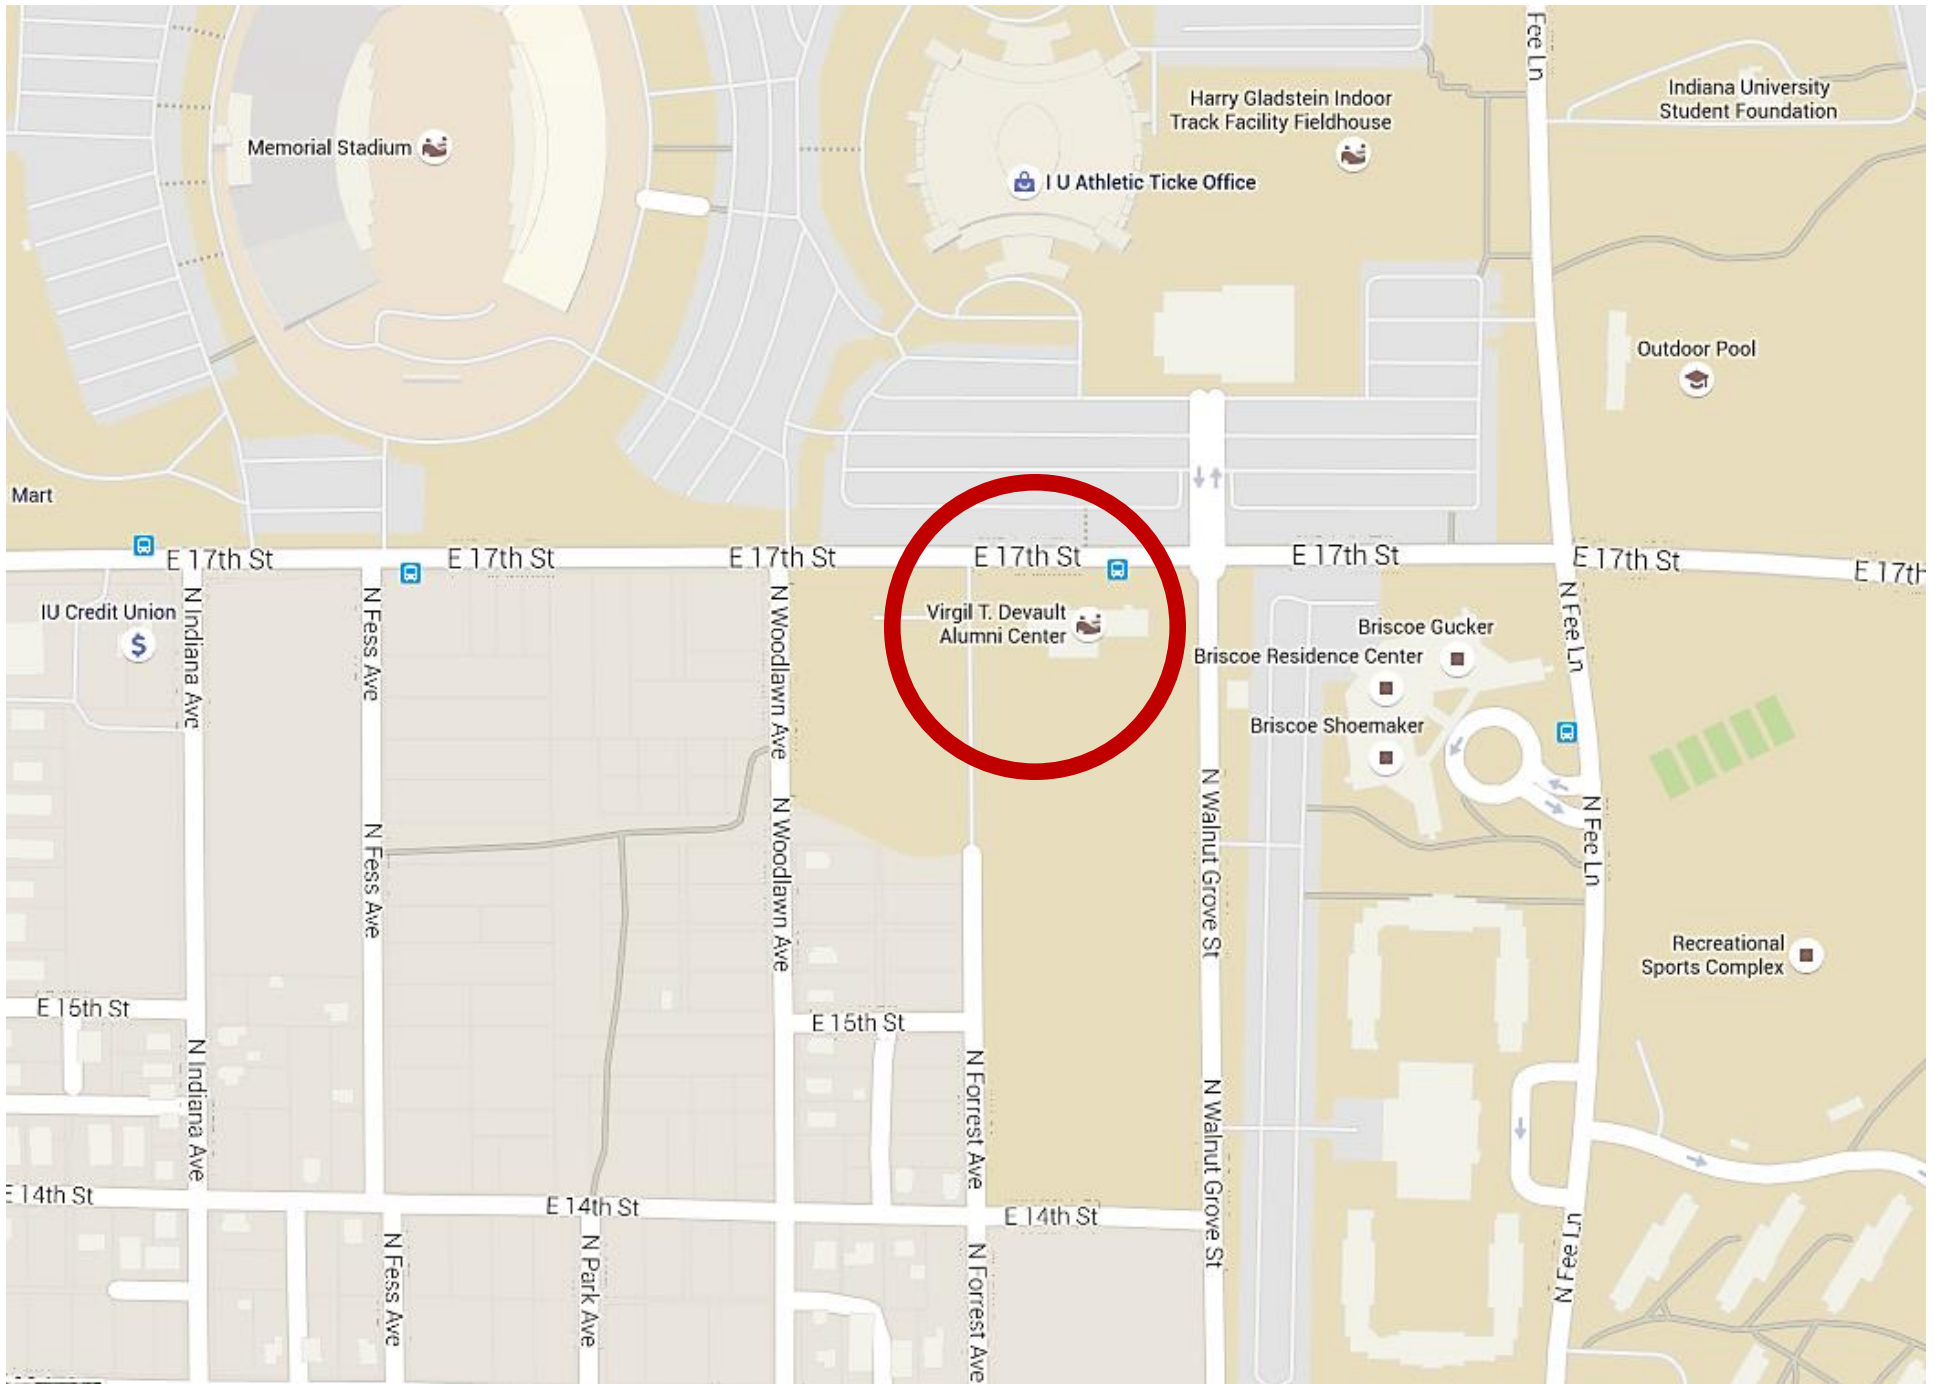 Fee Ln
Harry Gladstein Indoor
Track Facility Fieldhouse
Indiana University
Student Foundation
Memorial Stadium
I U Athletic Ticke Office
Outdoor Pool
Mart
E 17th St
E 17th St
E 17th St
E 17th St
E 17th St
E 17th St
E 17th
IU Credit Union
$
N Indiana Ave
N Fess Ave
N Woodlawn Ave
Virgil T. Devault
Alumni Center
N Fee Ln
Briscoe Gucker
Briscoe Residence Center
Briscoe Shoemaker
N Fess Ave
N Woodlawn Ave
N Walnut Grove St
N Fee Ln
Recreational
Sports Complex
E 15th St
E 15th St
N Indiana Ave
N Forrest Ave
N Walnut Grove St
E 14th St
E 14th St
E 14th St
N Fess Ave
N Park Ave
N Forrest Ave
N Fee Ln